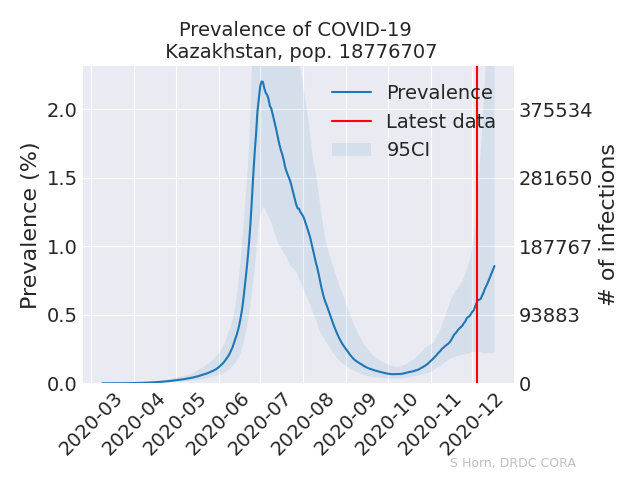 Prevalence of COVID-19
Kazakhstan, pop. 18776707
Prevalence (%)
2.0
1.5
1.0
0.5
0.0
Prevalence
Latest data
95CI
375534
281650
187767
93883
0
# of infections
2020-03
2020-04
2020-05
2020-06
2020-07
2020-08
2020-09
2020-10
2020-11
2020-12
S Horn, DRDC CORA